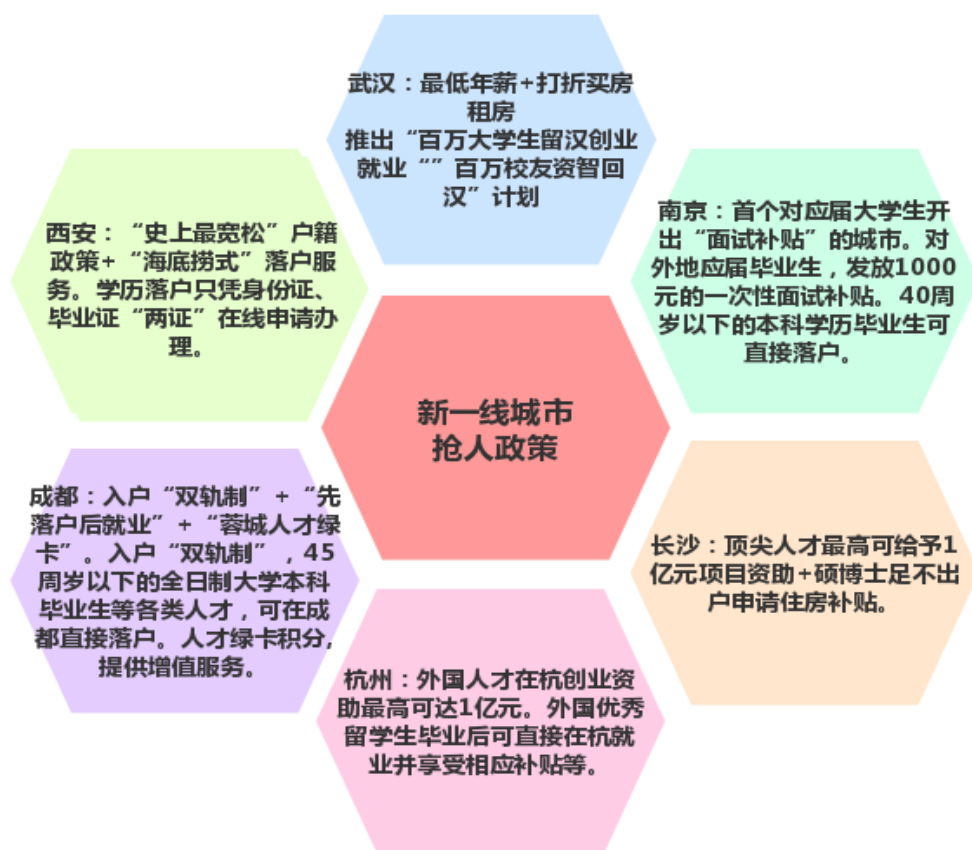 武汉：最低年薪+打折买房
租房
推出“百万大学生留汉创业
就业“”百万校友资智回
汉”计划
西安：“史上最宽松”户籍
政策+“海底捞式”落户服
务。学历落户只凭身份证、
毕业证“两证”在线申请办
理。
南京：首个对应届大学生开
出“面试补贴”的城市。对
外地应届毕业生，发放1000
元的一次性面试补贴。40周
岁以下的本科学历毕业生可
直接落户。
新一线城市
抢人政策
成都：入户“双轨制”+“先
落户后就业”+“蓉城人才绿
卡”。入户“双轨制”，45
周岁以下的全日制大学本科
毕业生等各类人才，可在成
都直接落户。人才绿卡积分,
提供增值服务。
长沙：顶尖人才最高可给予1
亿元项目资助+硕博士足不出
户申请住房补贴。
杭州：外国人才在杭创业资
助最高可达1亿元。外国优秀
留学生毕业后可直接在杭就
业并享受相应补贴等。